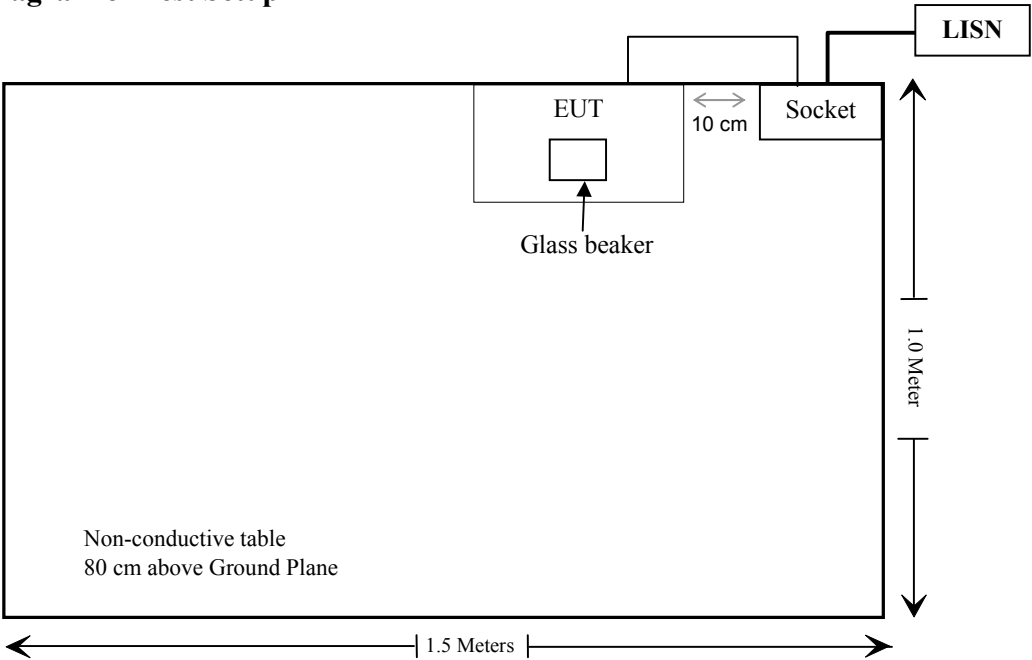 LISN
EUT
Socket
10 cm
Glass beaker
1.0 Meter
Non-conductive table
80 cm above Ground Plane
1.5 Meters